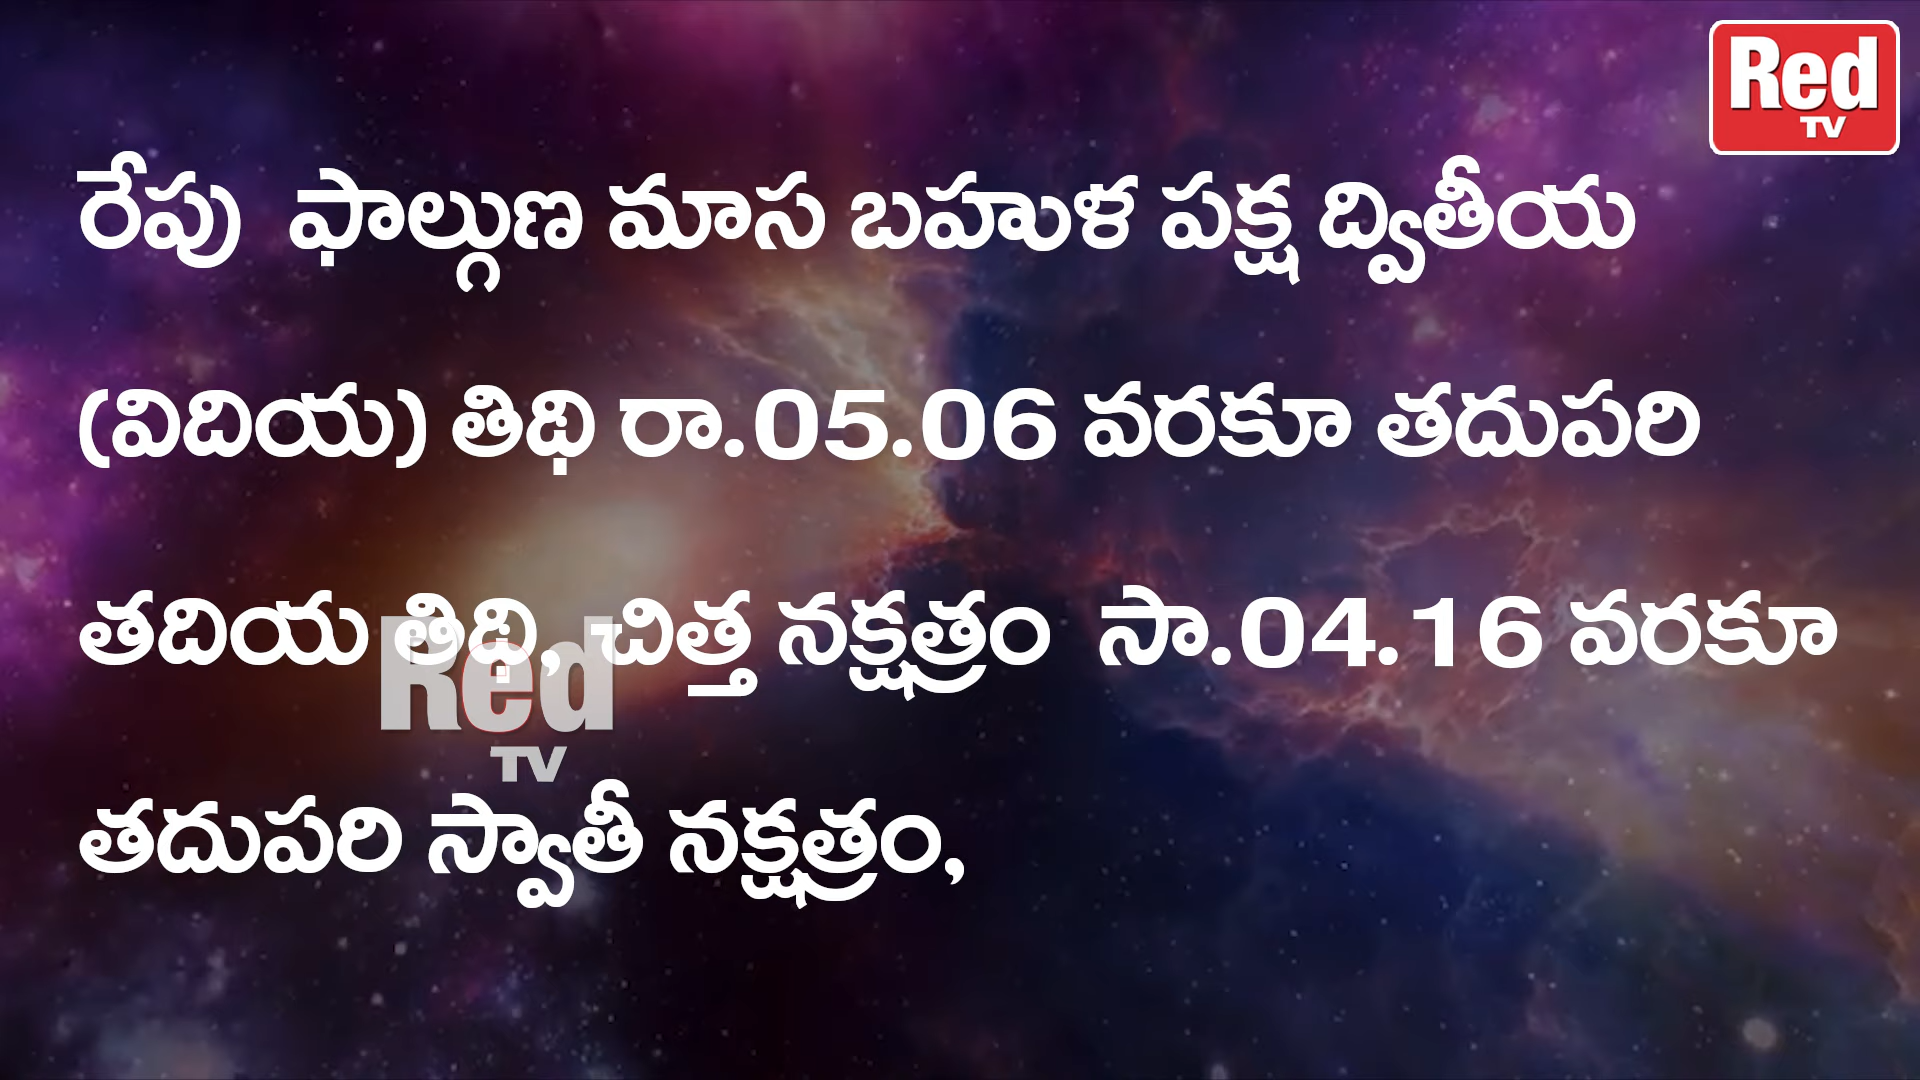 Red
TV
రేపు ఫాల్గుణ మాస బహుళ పక్ష ద్వితీయ
(విదియ) తిథి రా.05.06 వరకూ తదుపరి
తదియ తిథి, చిత్త నక్షత్రం సా.04.16 వరకూ
Red
TV
తదుపరి స్వాతీ నక్షత్రం,